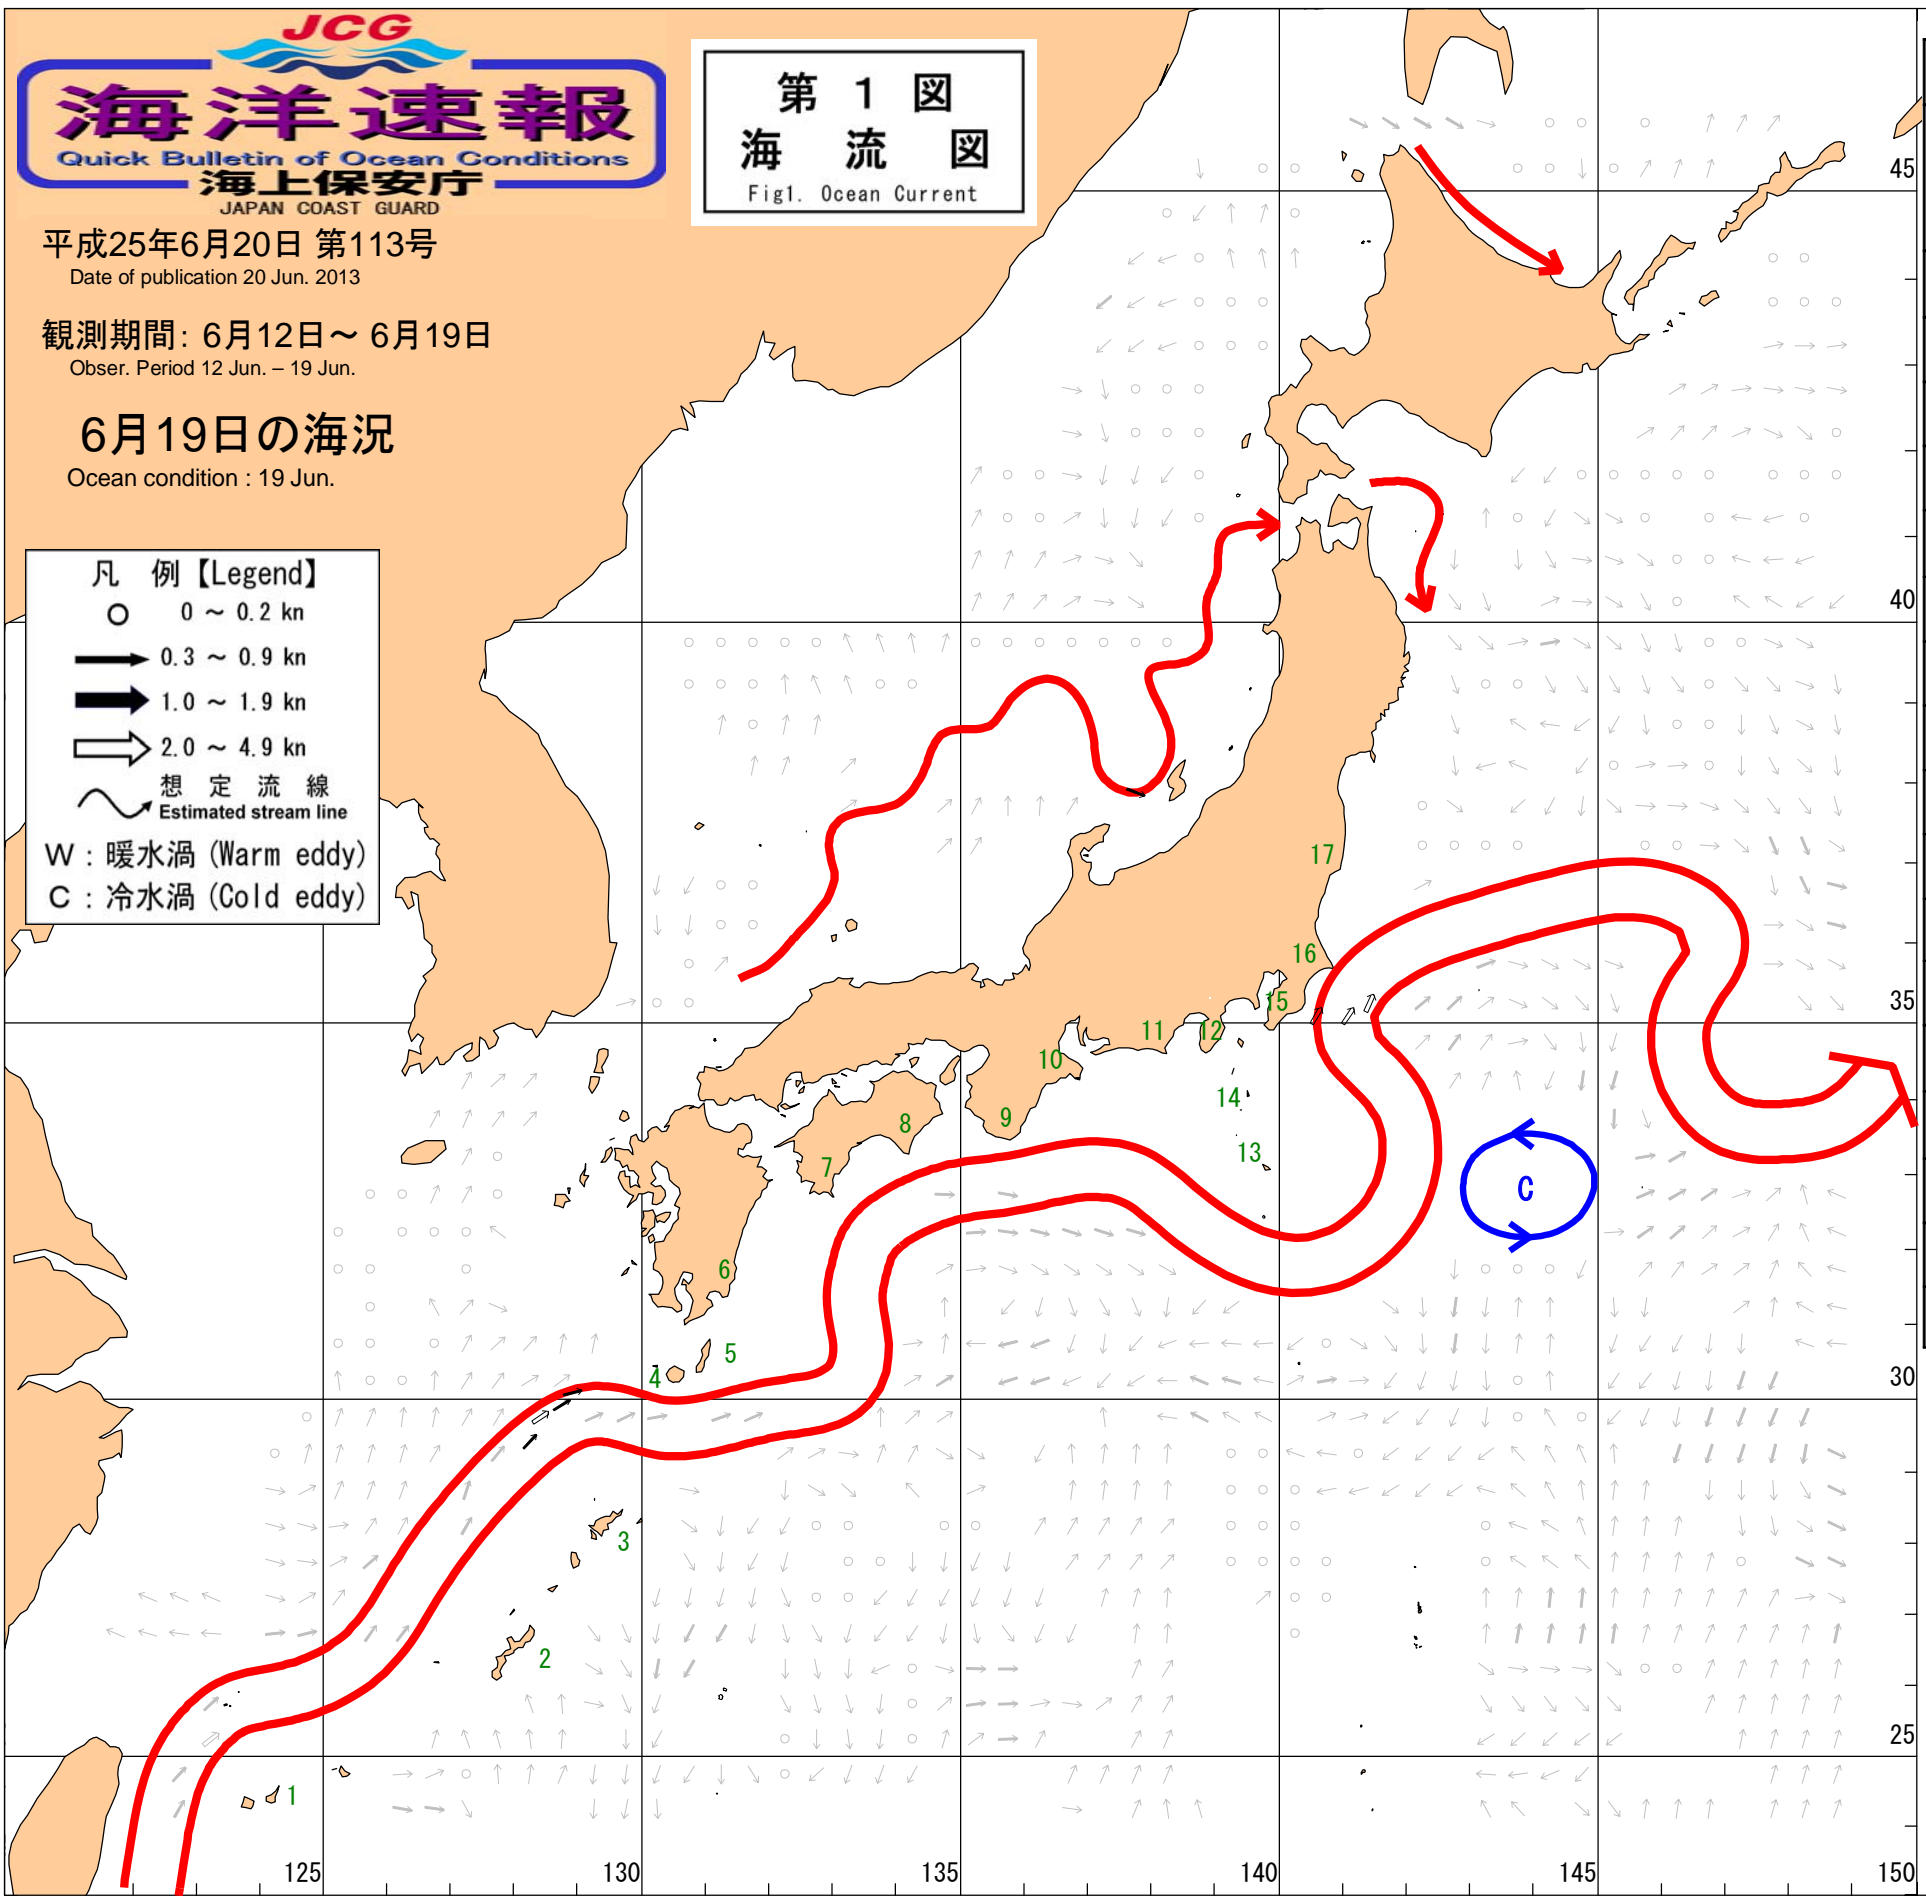 JCG
海洋速報
Quick Bulletin of Ocean Conditions
海上保安庁
JAPAN COAST GUARD
平成25年6月20日 第113号
Date of publication 20 Jun. 2013
観測期間: 6月12日～ 6月19日
Obser. Period 12 Jun. – 19 Jun.
6月19日の海況
Ocean condition : 19 Jun.
第 1 図
海 流 図
Fig1. Ocean Current
凡 例【Legend】
0 ～ 0.2 kn
0.3 ～ 0.9 kn
1.0 ～ 1.9 kn
2.0 ～ 4.9 kn
想 定 流 線
Estimated stream line
W : 暖水渦 (Warm eddy)
C : 冷水渦 (Cold eddy)
45
40
17
16
35
15
12
11
10
14
9
8
13
7
C
6
5
4
30
3
2
25
1
125
130
135
140
145
150